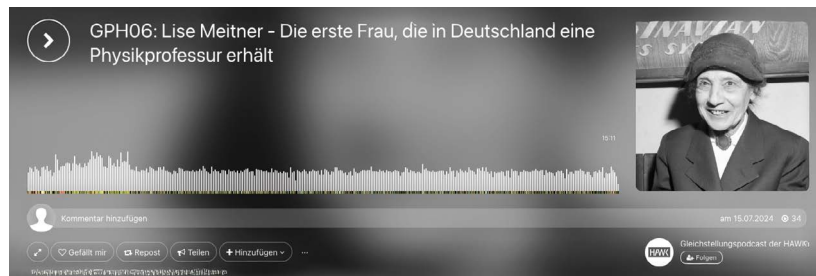 GPH06: Lise Meitner - Die erste Frau, die in Deutschland eine
Physikprofessur erhält
15:11
Kommentar hinzufügen
am 15.07.2024
34
Gefällt mir
Repost
Teilen
+ Hinzufügen
...
HAWK
Gleichstellungspodcast der HAWK
Folgen